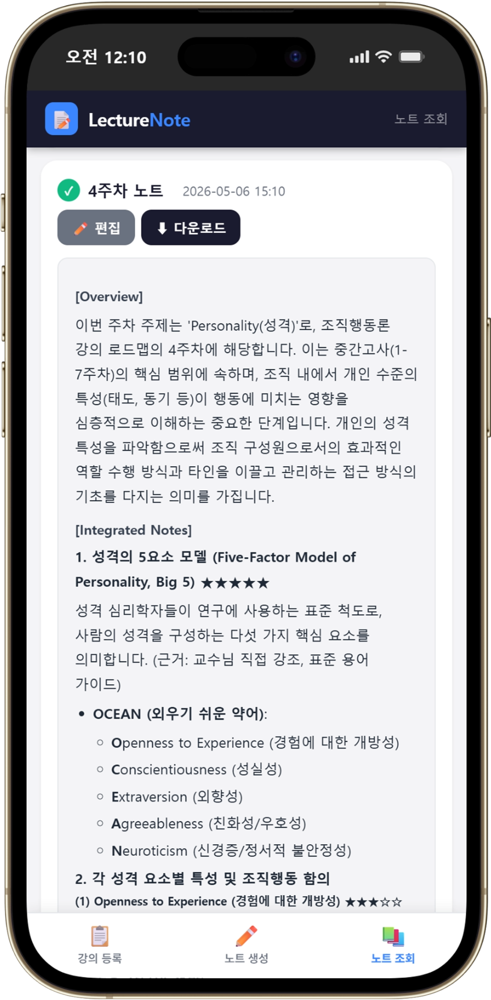 오전 12:10
LectureNote
노트 조회
4주차 노트 2026-05-06 15:10
편집
다운로드
[Overview]
이번 주차 주제는 'Personality(성격)'로, 조직행동론
강의 로드맵의 4주차에 해당합니다. 이는 중간고사(1-
7주차)의 핵심 범위에 속하며, 조직 내에서 개인 수준의
특성(태도, 동기 등)이 행동에 미치는 영향을
심층적으로 이해하는 중요한 단계입니다. 개인의 성격
특성을 파악함으로써 조직 구성원으로서의 효과적인
역할 수행 방식과 타인을 이끌고 관리하는 접근 방식의
기초를 다지는 의미를 가집니다.
[Integrated Notes]
1. 성격의 5요소 모델 (Five-Factor Model of
Personality, Big 5) ★★★★★
성격 심리학자들이 연구에 사용하는 표준 척도로,
사람의 성격을 구성하는 다섯 가지 핵심 요소를
의미합니다. (근거: 교수님 직접 강조, 표준 용어
가이드)
• OCEAN (외우기 쉬운 약어):
○ Openness to Experience (경험에 대한 개방성)
○ Conscientiousness (성실성)
○ Extraversion (외향성)
○ Agreeableness (친화성/우호성)
○ Neuroticism (신경증/정서적 불안정성)
2. 각 성격 요소별 특성 및 조직행동 함의
(1) Openness to Experience (경험에 대한 개방성) ★★★☆☆
강의 등록
노트 생성
노트 조회